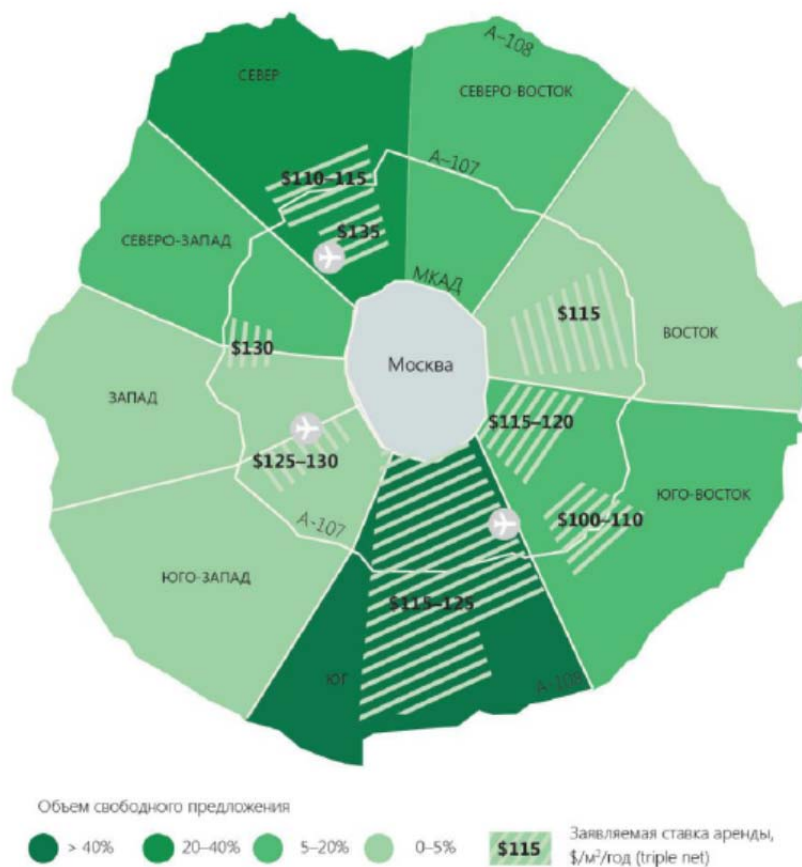 А-108
СЕВЕР
СЕВЕРО-ВОСТОК
А-107
$110–115
$135
СЕВЕРО-ЗАПАД
МКАД
$115
ВОСТОК
$130
Москва
ЗАПАД
$115–120
$125–130
ЮГО-ВОСТОК
$100–110
А-107
ЮГО-ЗАПАД
$115–125
ЮГ
А-108
Объем свободного предложения
> 40%
20–40%
5–20%
0–5%
$115
Заявляемая ставка аренды,
$/м²/год (triple net)